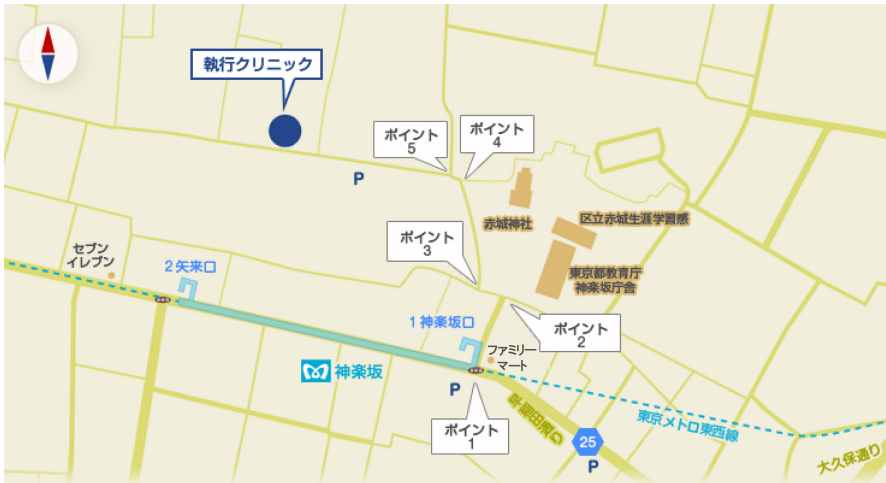 執行クリニック
ポイント
5
ポイント
4
赤城神社
区立赤城生涯学習感
P
ポイント
3
東京都教育庁
神楽坂庁舎
セブン
イレブン
2矢来口
1神楽坂口
ポイント
2
ファミリー
マート
神楽坂
P
早稲田通り
ポイント
1
東京メトロ東西線
25
P
大久保通り